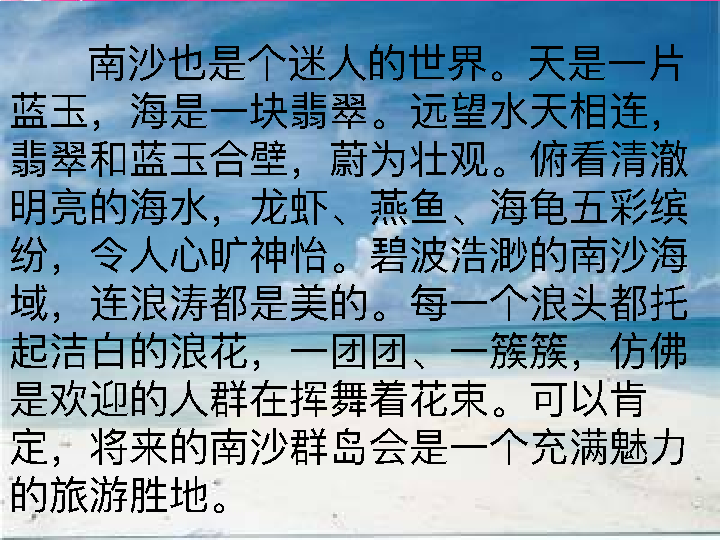 南沙也是个迷人的世界。天是一片
蓝玉，海是一块翡翠。远望水天相连，
翡翠和蓝玉合壁，蔚为壮观。俯看清澈
明亮的海水，龙虾、燕鱼、海龟五彩缤
纷，令人心旷神怡。碧波浩渺的南沙海
域，连浪涛都是美的。每一个浪头都托
起洁白的浪花，一团团、一簇簇，仿佛
是欢迎的人群在挥舞着花束。可以肯
定，将来的南沙群岛会是一个充满魅力
的旅游胜地。